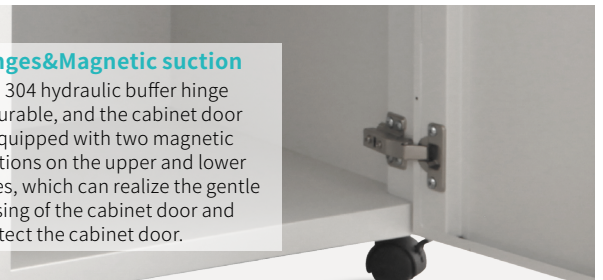 nges&Magnetic suction
304 hydraulic buffer hinge
urable, and the cabinet door
quipped with two magnetic
tions on the upper and lower
es, which can realize the gentle
sing of the cabinet door and
tect the cabinet door.